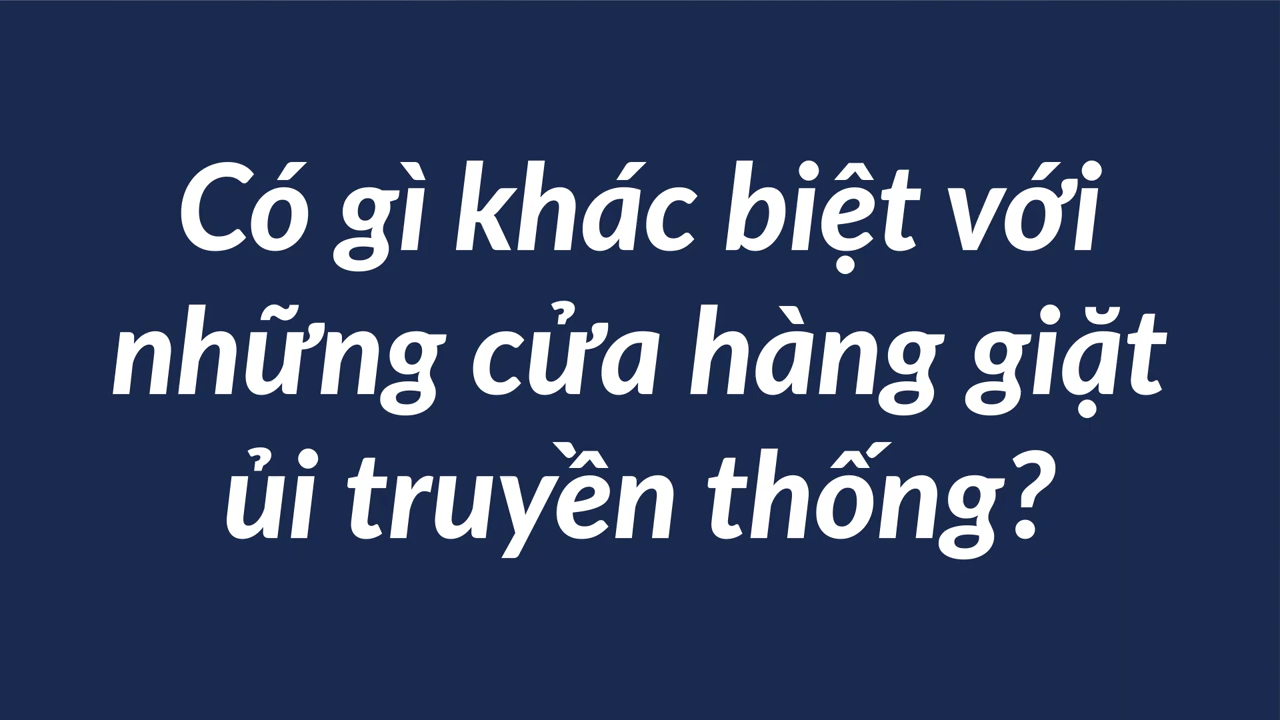 Có gì khác biệt với
những cửa hàng giặt
ủi truyền thống?